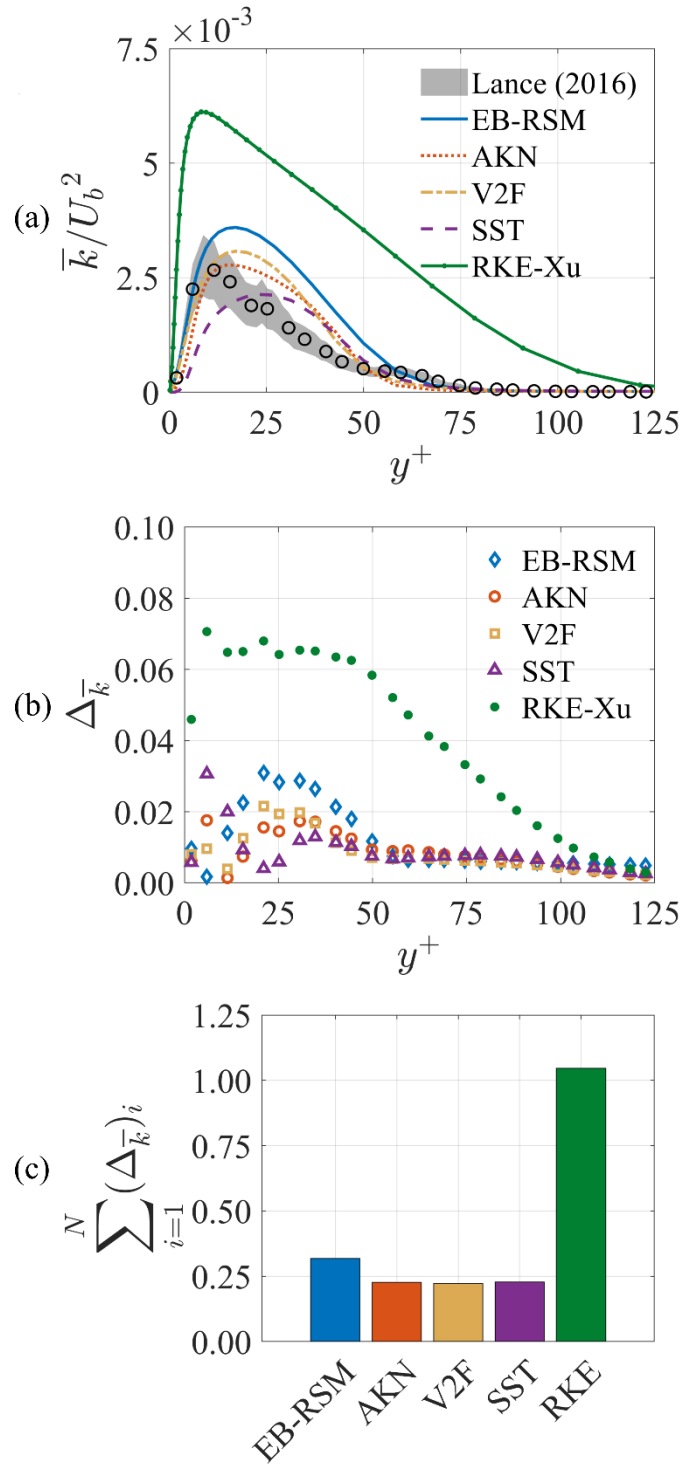 ×10⁻³
7.5
5
2.5
0
(a)
k̅/U_b²
Lance (2016)
EB-RSM
AKN
V2F
SST
RKE-Xu
0 25 50 75 100 125
y⁺
0.10
0.08
0.06
0.04
0.02
0.00
(b)
Δ_k̅
EB-RSM
AKN
V2F
SST
RKE-Xu
0 25 50 75 100 125
y⁺
1.25
1.00
0.75
0.50
0.25
0.00
(c)
N
∑(Δ_k̅)_i
i=1
EB-RSM AKN V2F SST RKE